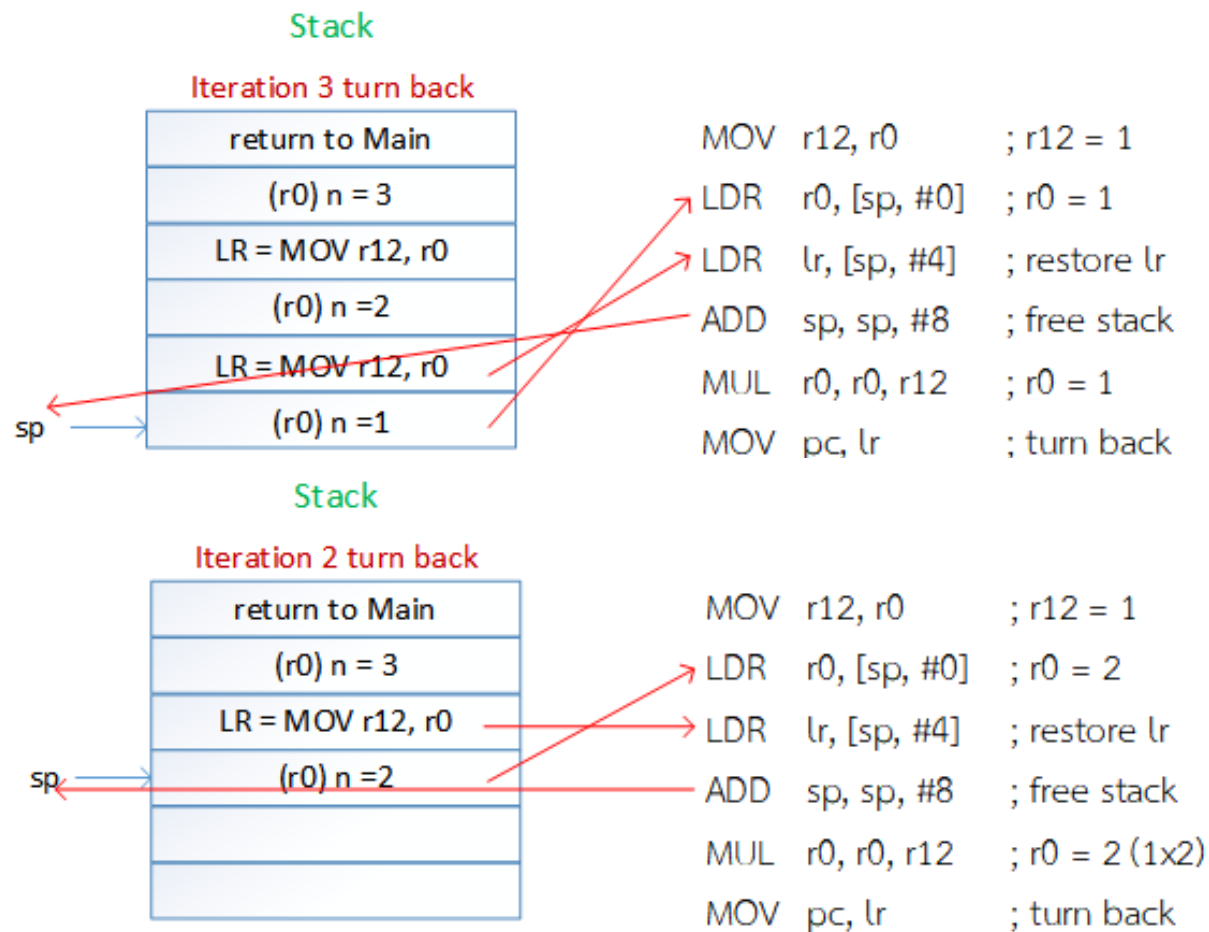 Stack
Iteration 3 turn back
return to Main
(r0) n = 3
LR = MOV r12, r0
(r0) n =2
LR = MOV r12, r0
(r0) n =1
sp
MOV r12, r0 ; r12 = 1
LDR r0, [sp, #0] ; r0 = 1
LDR lr, [sp, #4] ; restore lr
ADD sp, sp, #8 ; free stack
MUL r0, r0, r12 ; r0 = 1
MOV pc, lr ; turn back
Stack
Iteration 2 turn back
return to Main
(r0) n = 3
LR = MOV r12, r0
(r0) n =2
sp
MOV r12, r0 ; r12 = 1
LDR r0, [sp, #0] ; r0 = 2
LDR lr, [sp, #4] ; restore lr
ADD sp, sp, #8 ; free stack
MUL r0, r0, r12 ; r0 = 2 (1x2)
MOV pc, lr ; turn back